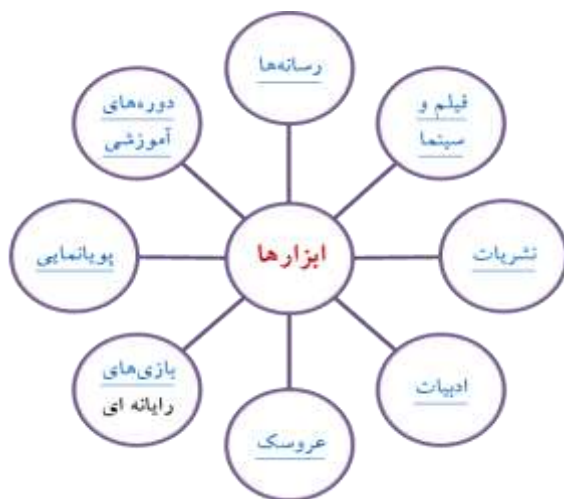 رسانه‌ها
فیلم و
سینما
دوره‌های
آموزشی
ابزارها
نشریات
پویانمایی
ادبیات
بازی‌های
رایانه ای
عروسک